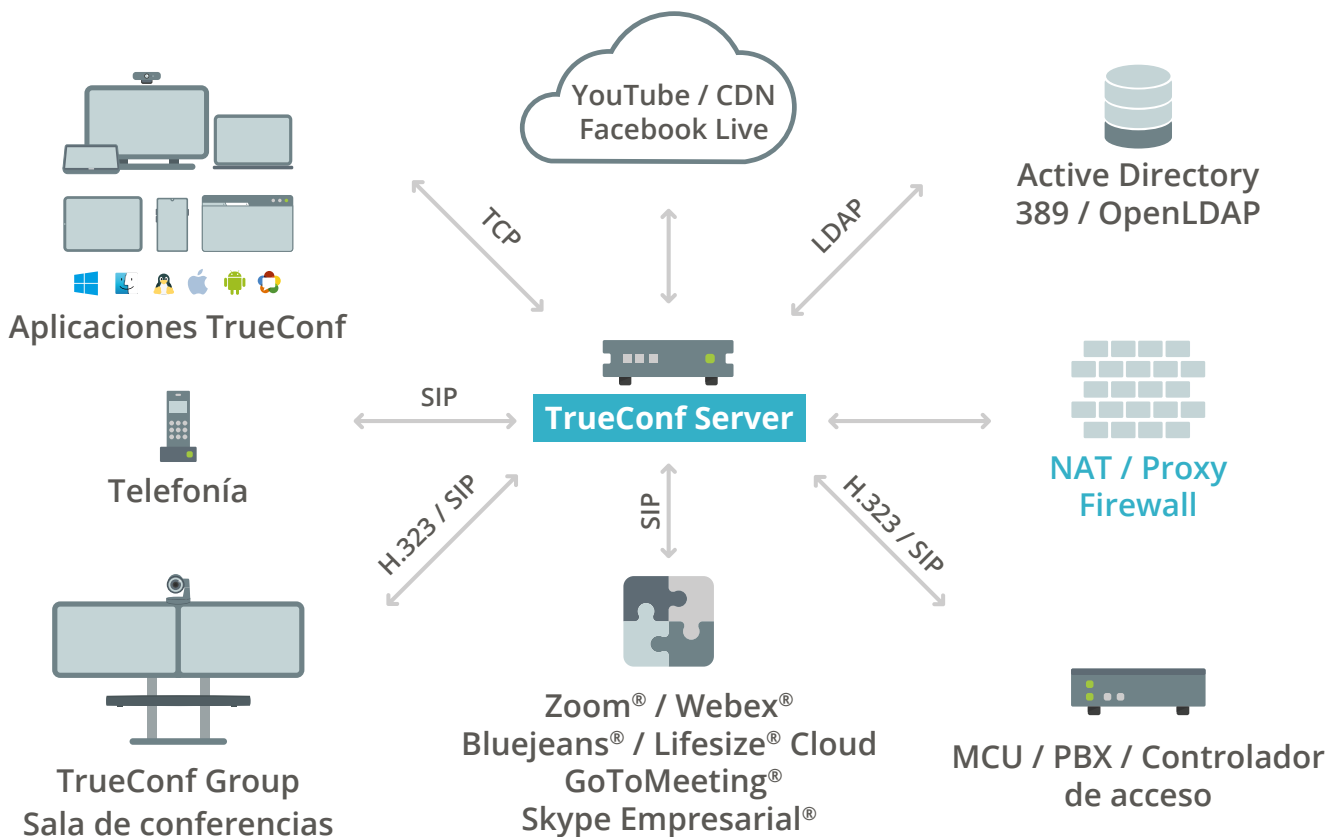 YouTube / CDN
Facebook Live
Active Directory
389 / OpenLDAP
TCP
LDAP
Aplicaciones TrueConf
SIP
TrueConf Server
NAT / Proxy
Firewall
Telefonía
H.323 / SIP
SIP
H.323 / SIP
Zoom® / Webex®
Bluejeans® / Lifesize® Cloud
GoToMeeting®
Skype Empresarial®
MCU / PBX / Controlador
de acceso
TrueConf Group
Sala de conferencias